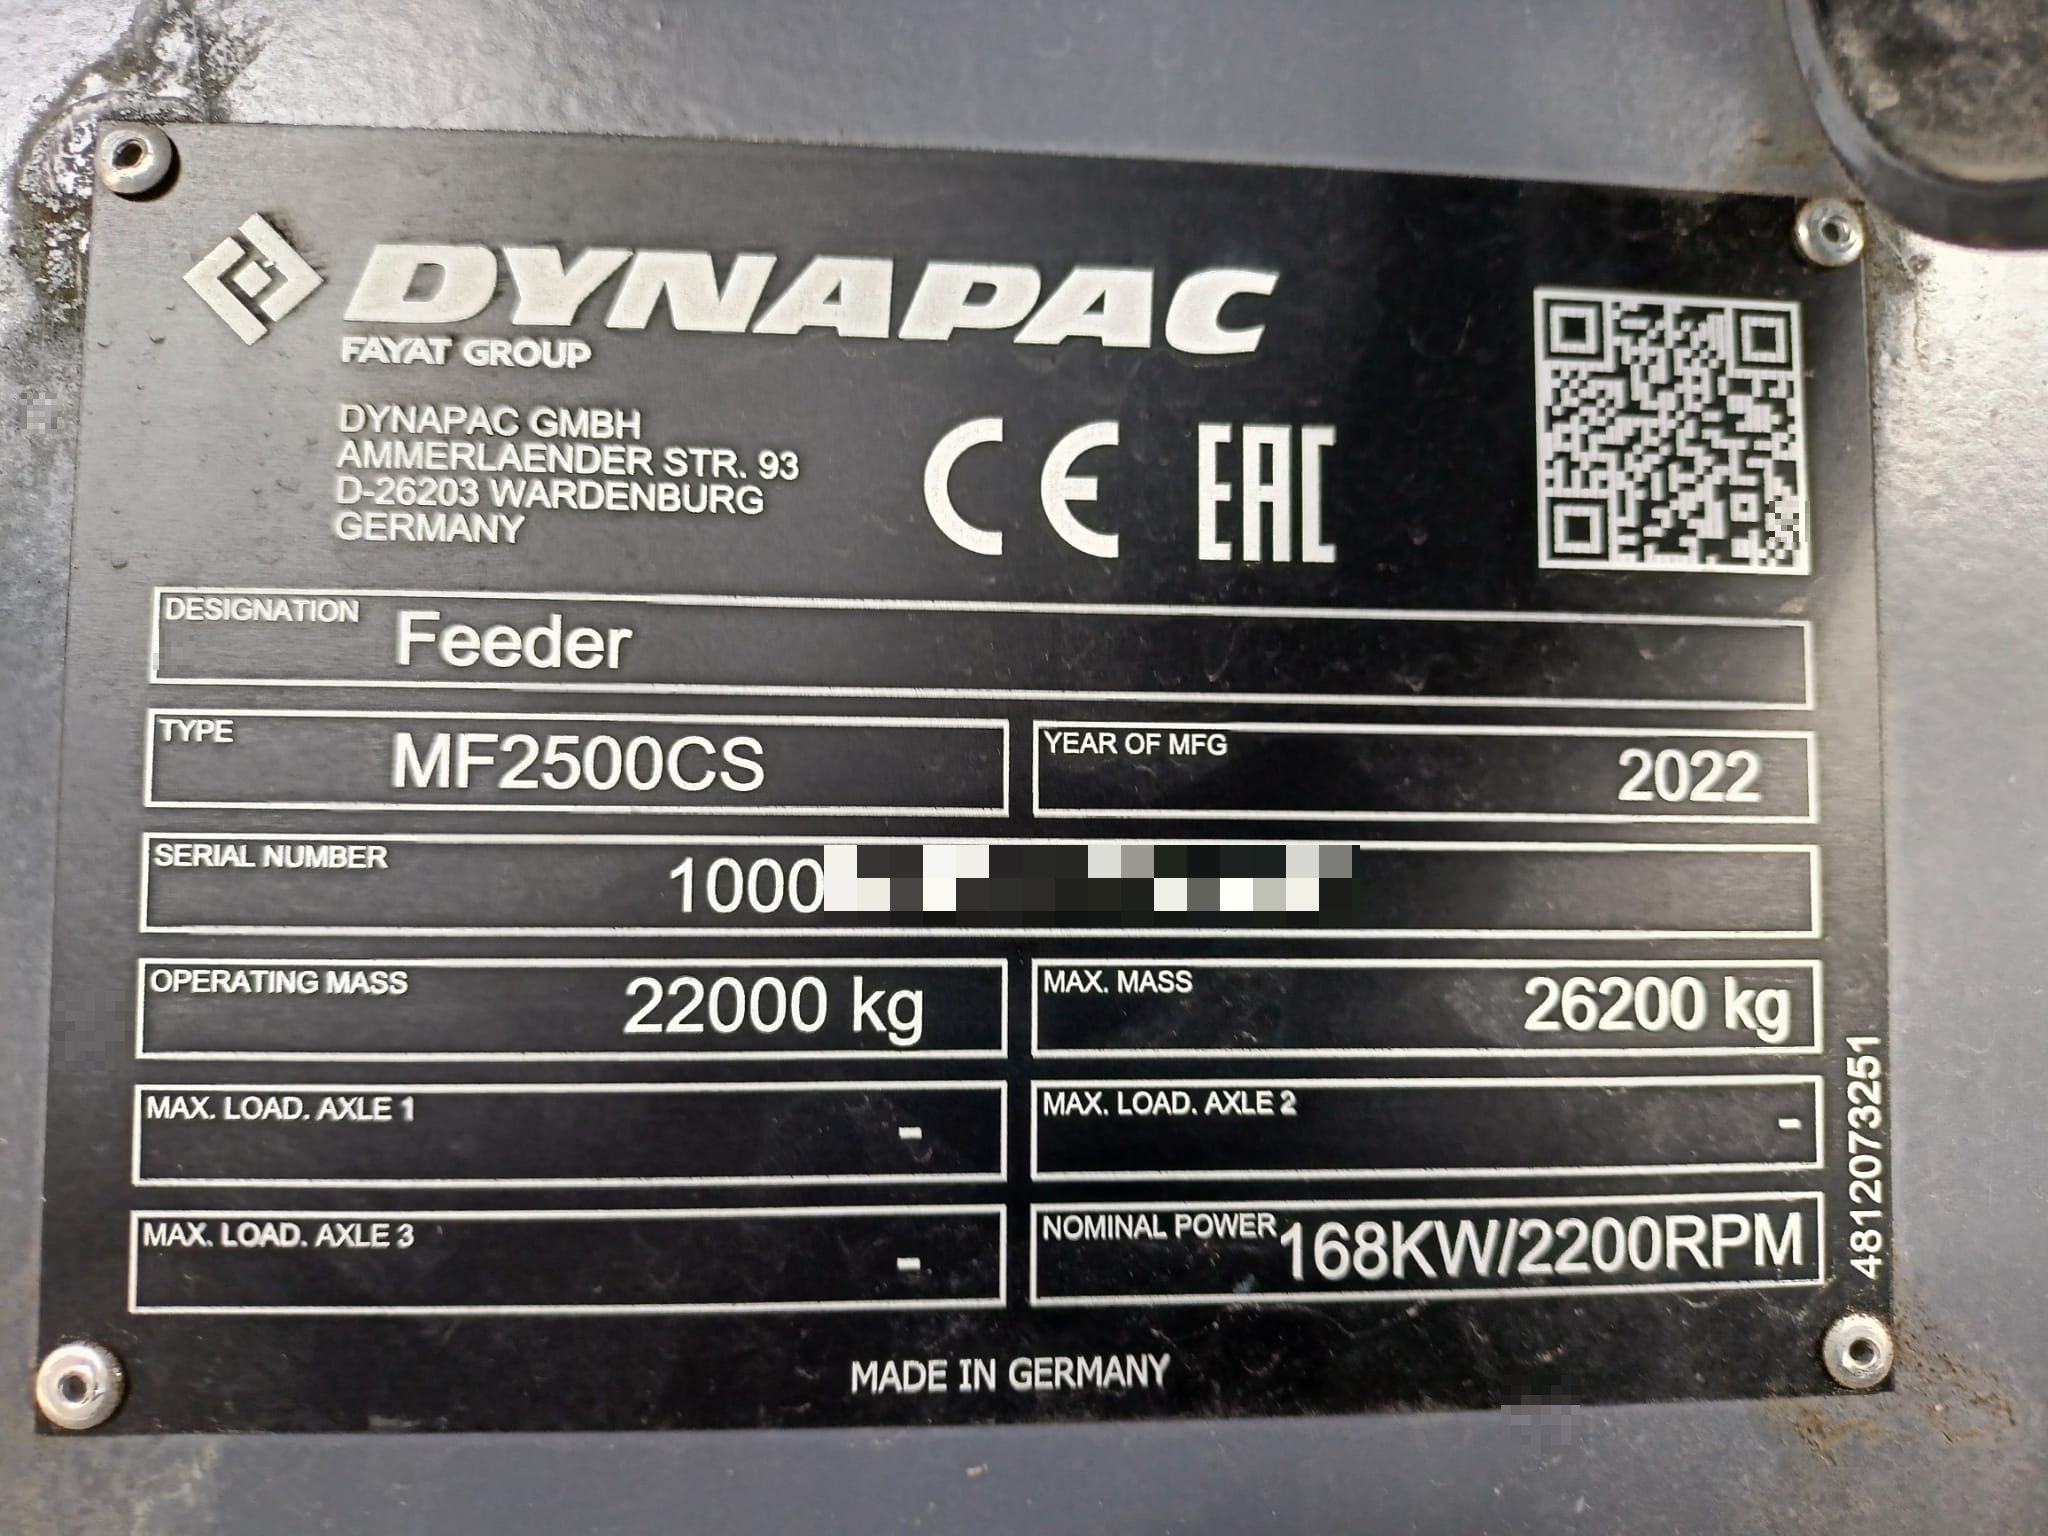 DYNAPAC
FAYAT GROUP
DYNAPAC GMBH
AMMERLAENDER STR. 93
D-26203 WARDENBURG
GERMANY
CE EAC
DESIGNATION Feeder
TYPE MF2500CS
YEAR OF MFG 2022
SERIAL NUMBER 1000
OPERATING MASS 22000 kg
MAX. MASS 26200 kg
MAX. LOAD. AXLE 1 -
MAX. LOAD. AXLE 2 -
MAX. LOAD. AXLE 3 -
NOMINAL POWER 168KW/2200RPM
MADE IN GERMANY
4812073251